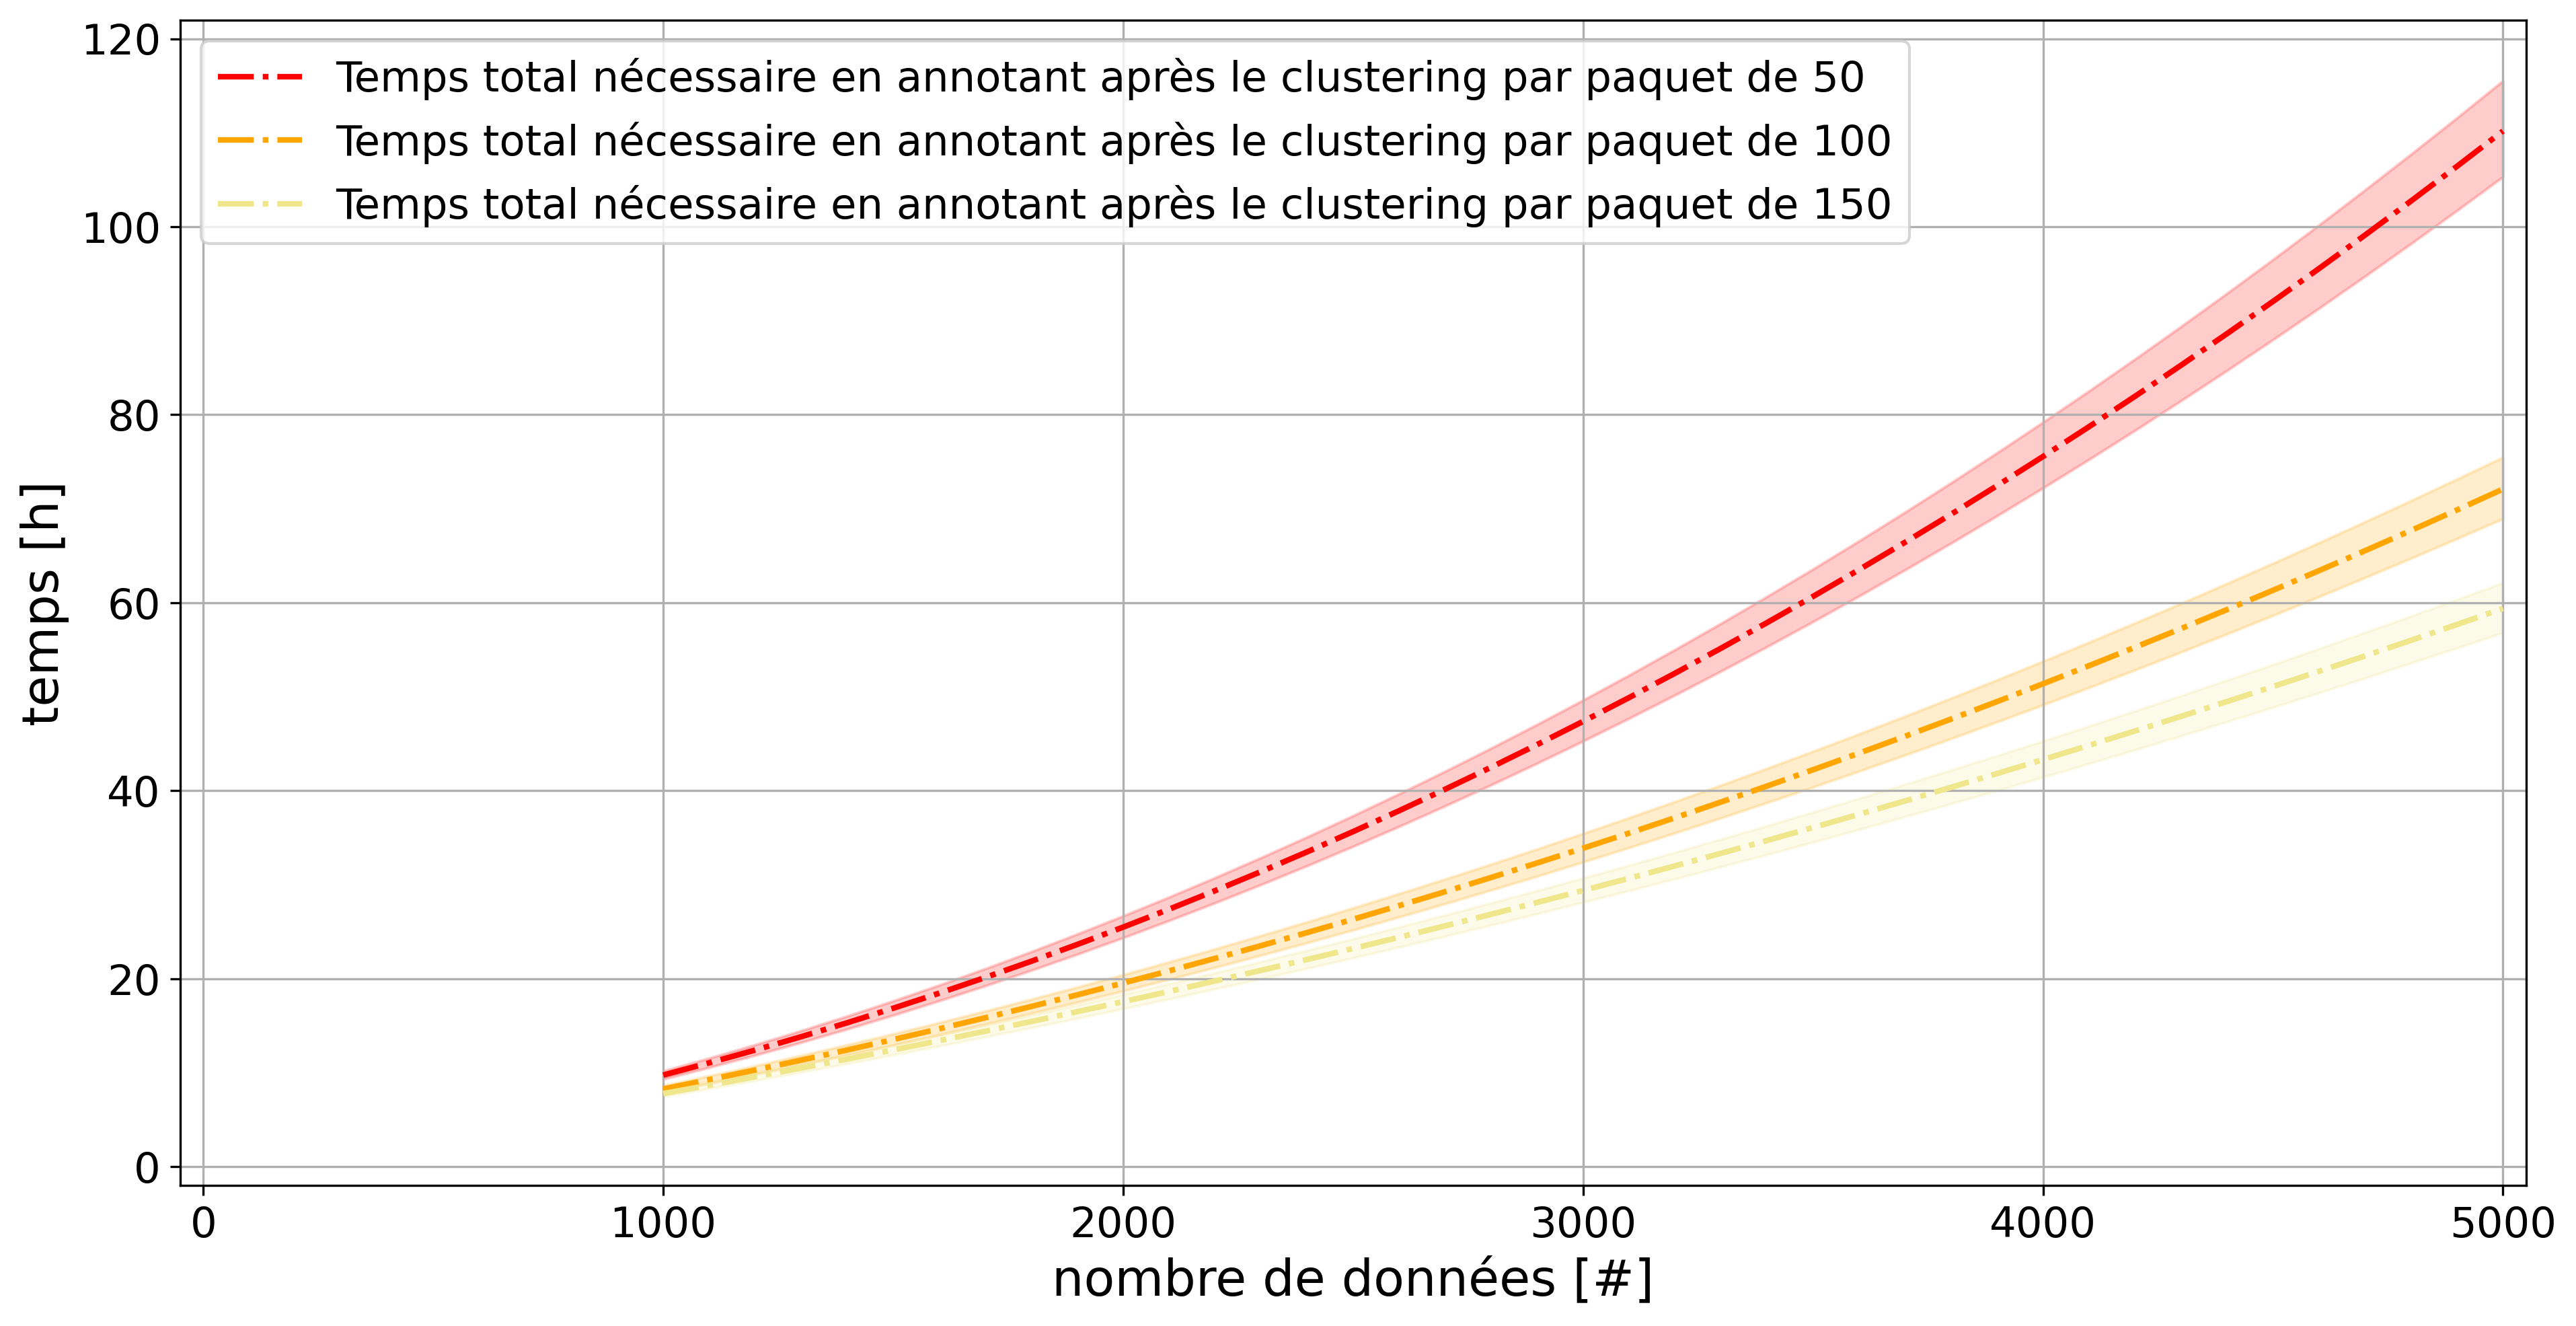 Temps total nécessaire en annotant après le clustering par paquet de 50
Temps total nécessaire en annotant après le clustering par paquet de 100
Temps total nécessaire en annotant après le clustering par paquet de 150
temps [h]
120
100
80
60
40
20
0
0 1000 2000 3000 4000 5000
nombre de données [#]